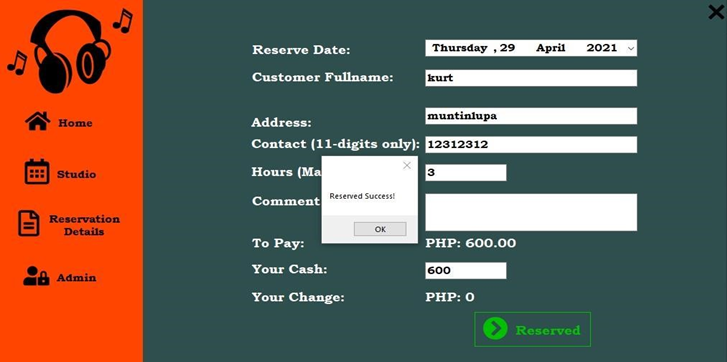 Home
Studio
Reservation
Details
Admin
Reserve Date: Thursday , 29 April 2021
Customer Fullname: kurt
Address: muntinlupa
Contact (11-digits only): 12312312
Hours (Ma 3
Comment
Reserved Success!
OK
To Pay: PHP: 600.00
Your Cash: 600
Your Change: PHP: 0
Reserved